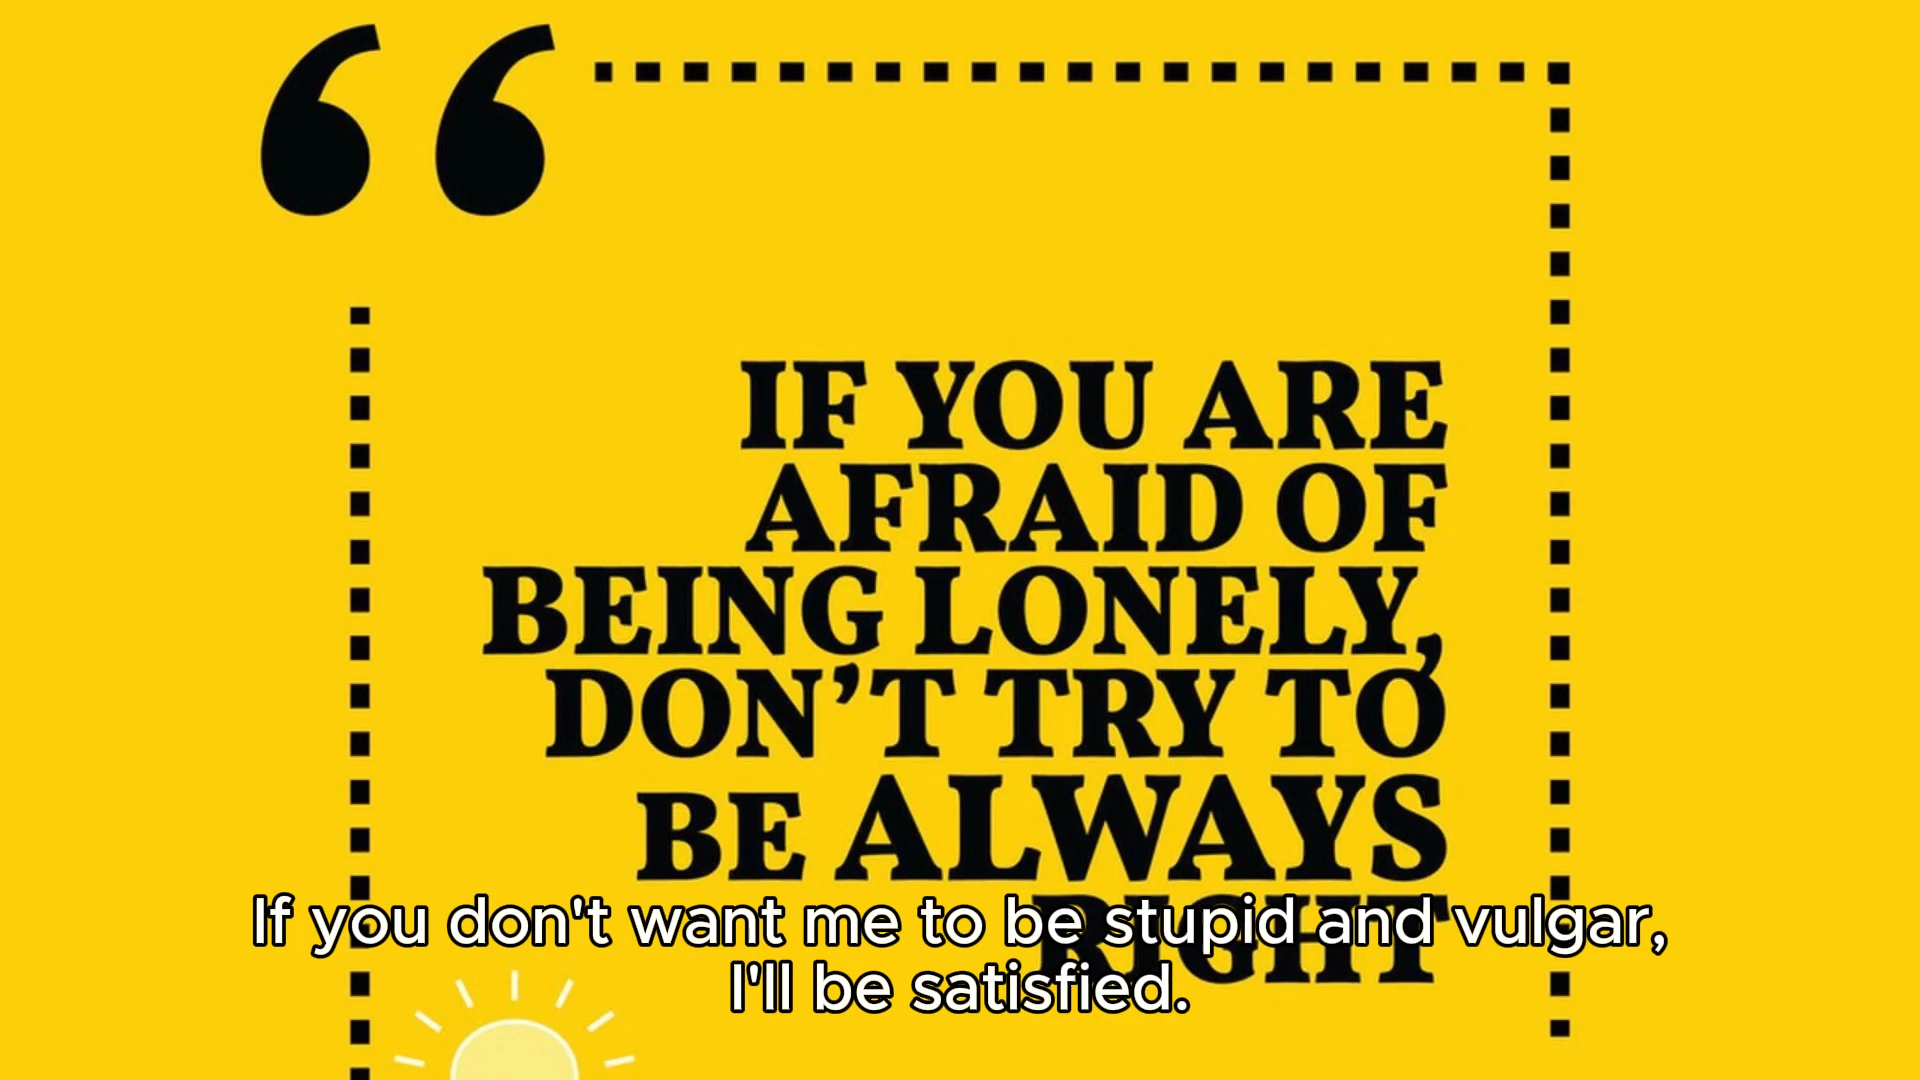 IF YOU ARE
AFRAID OF
BEING LONELY,
DON’T TRY TO
BE ALWAYS
RIGHT
If you don't want me to be stupid and vulgar,
I'll be satisfied.